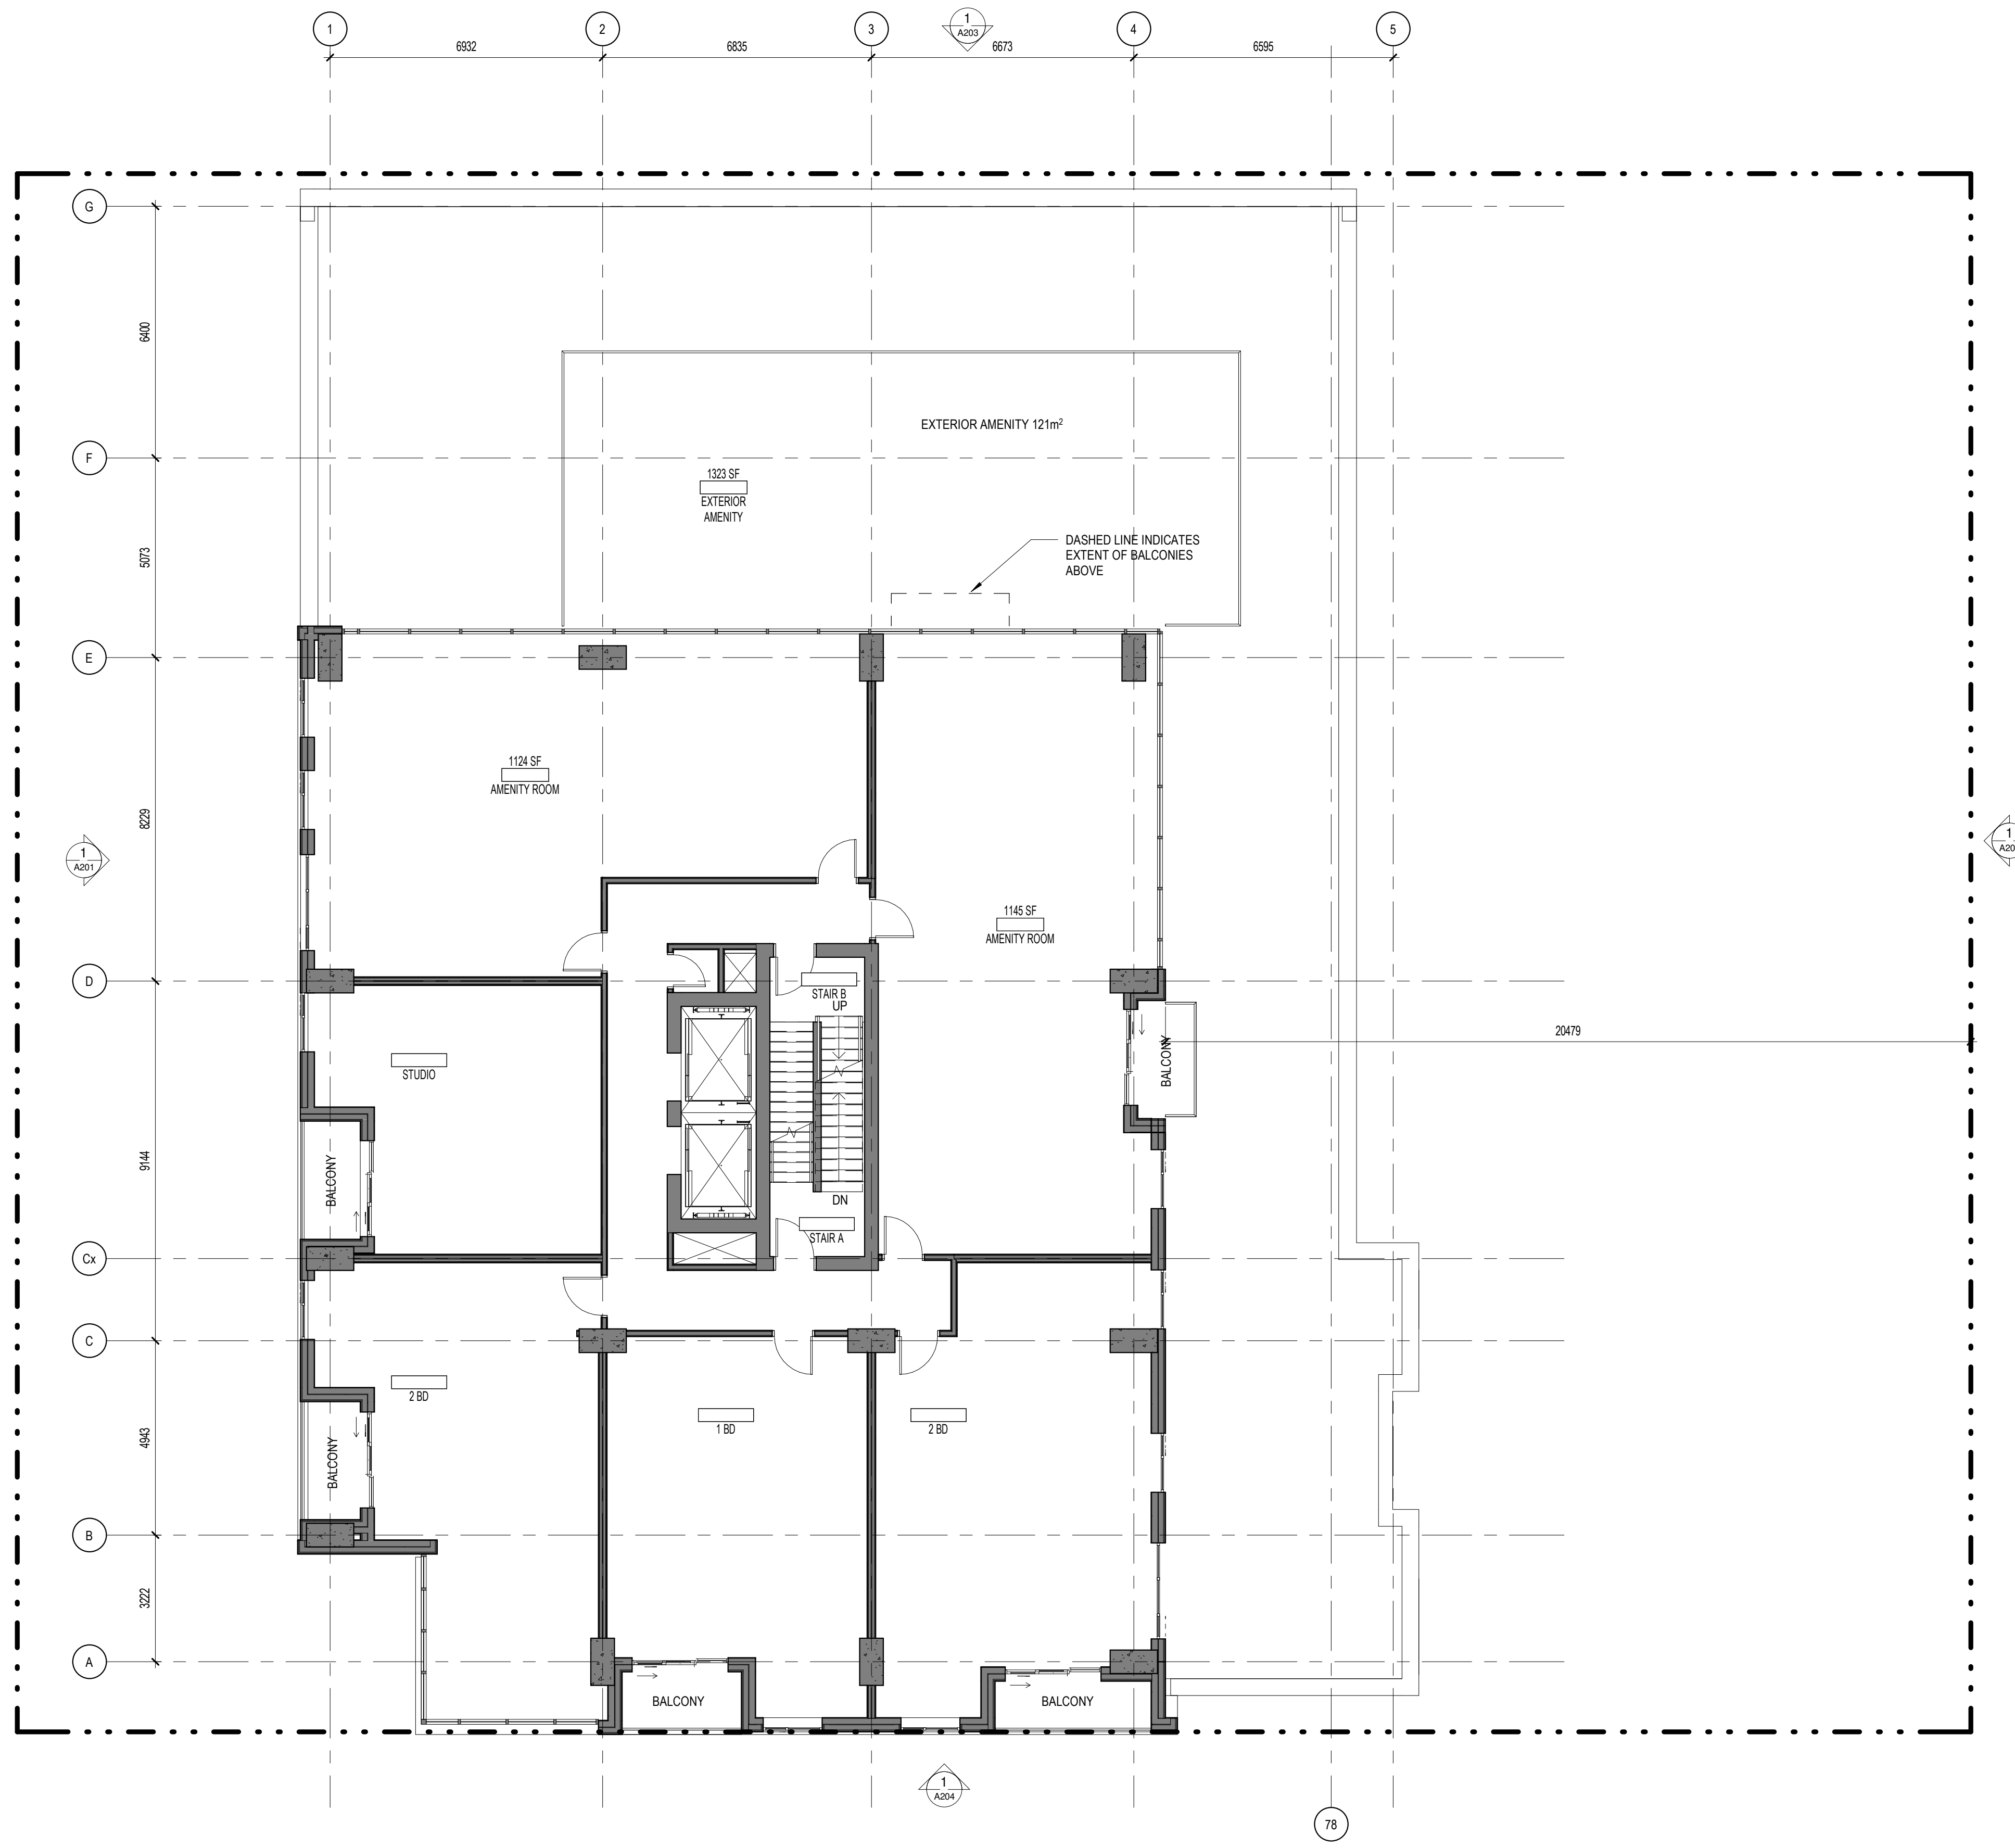 1
2
3
4
5
1
A203
6932
6835
6673
6595
G
6400
EXTERIOR AMENITY 121m²
F
1323 SF
EXTERIOR
AMENITY
5073
DASHED LINE INDICATES
EXTENT OF BALCONIES
ABOVE
E
1124 SF
AMENITY ROOM
8229
1
A201
1
A20
1145 SF
AMENITY ROOM
D
STAIR B
UP
20479
BALCONY
STUDIO
9144
BALCONY
DN
STAIR A
Cx
C
2 BD
1 BD
2 BD
4943
BALCONY
B
3222
A
BALCONY
BALCONY
1
A204
78